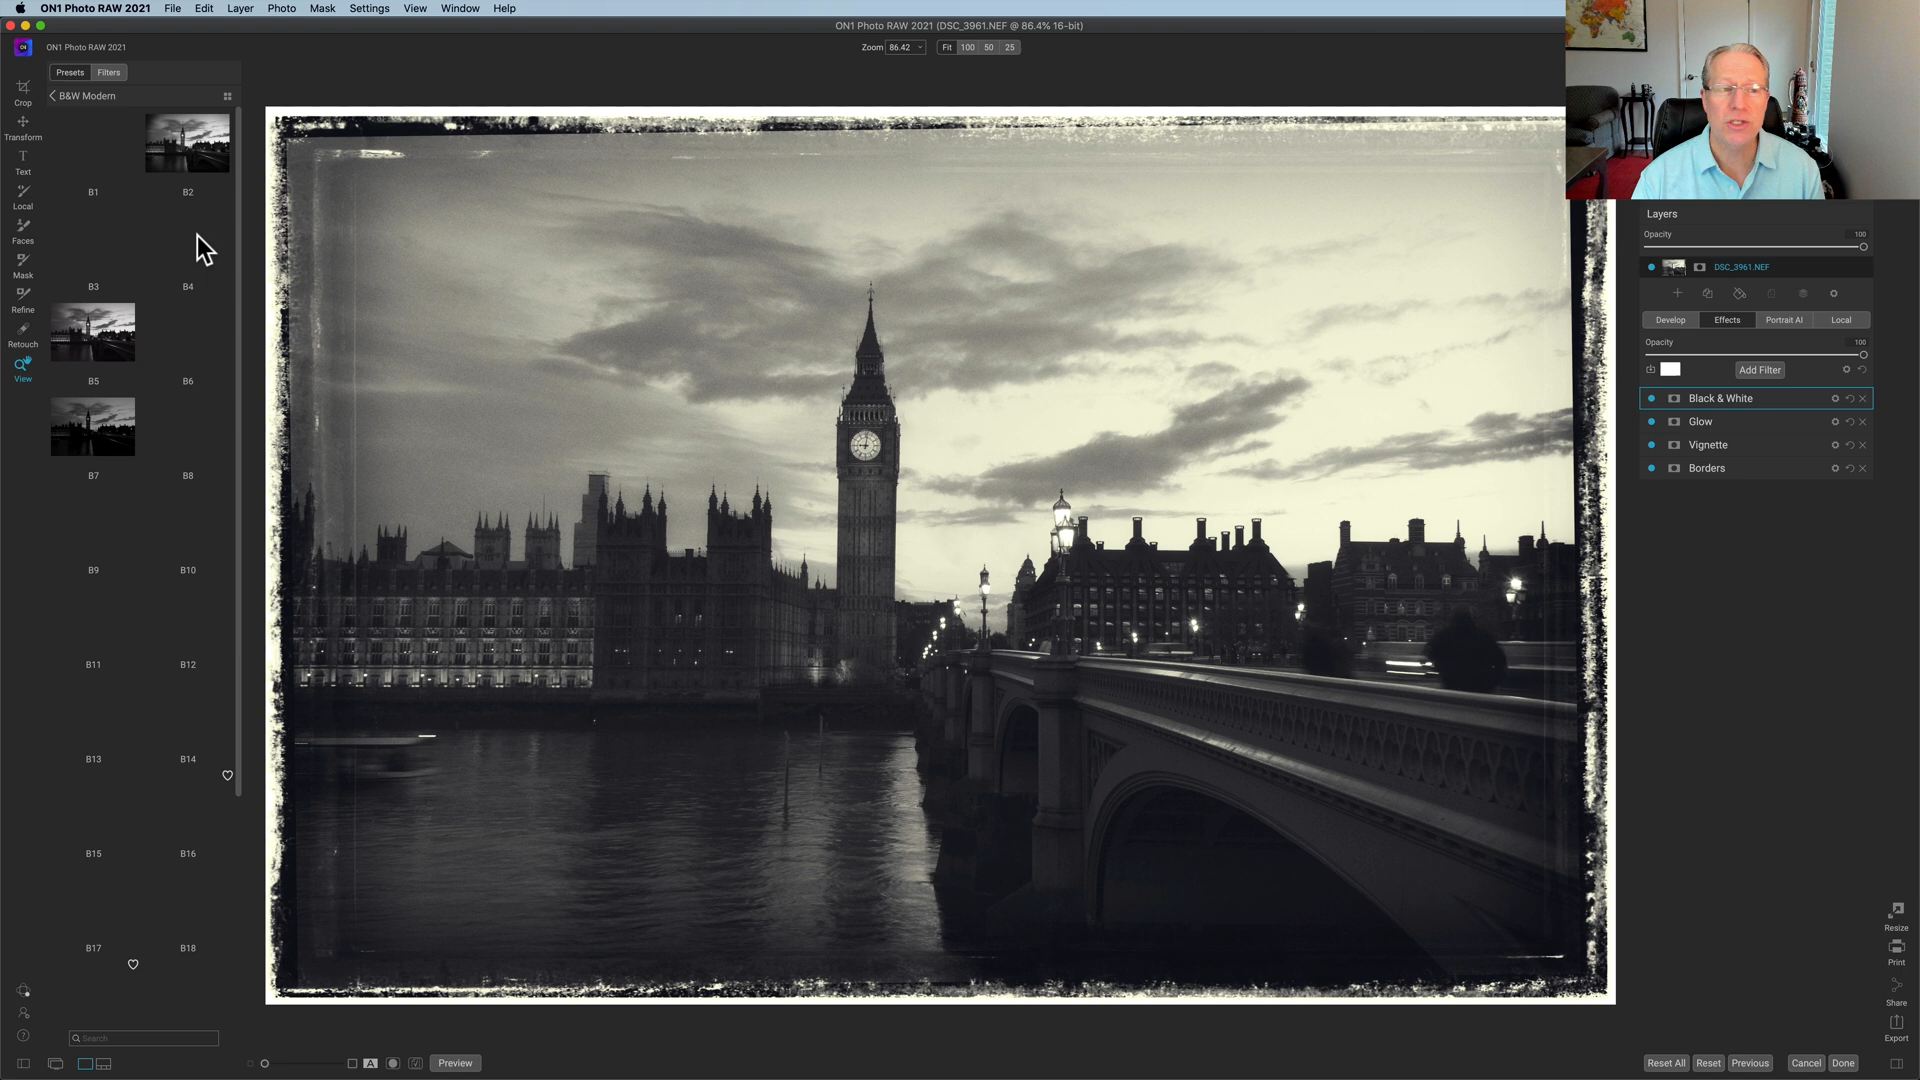 ON1 Photo RAW 2021 File Edit Layer Photo Mask Settings View Window Help
ON1 Photo RAW 2021 (DSC_3961.NEF @ 86.4% 16-bit)
ON1 Photo RAW 2021
Zoom 86.42 Fit 100 50 25
Presets Filters
B&W Modern
Crop
Transform
Text
Local
Faces
Mask
Refine
Retouch
View
B1 B2
B3 B4
B5 B6
B7 B8
B9 B10
B11 B12
B13 B14
B15 B16
B17 B18
Search
A
Preview
Layers
Opacity 100
DSC_3961.NEF
Develop Effects Portrait AI Local
Opacity 100
Add Filter
Black & White
Glow
Vignette
Borders
Resize
Print
Share
Export
Reset All Reset Previous Cancel Done